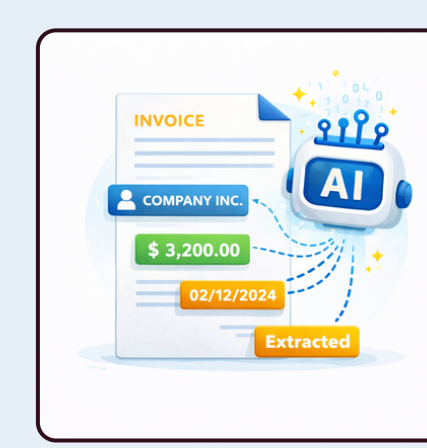 INVOICE
COMPANY INC.
$ 3,200.00
02/12/2024
Extracted
AI